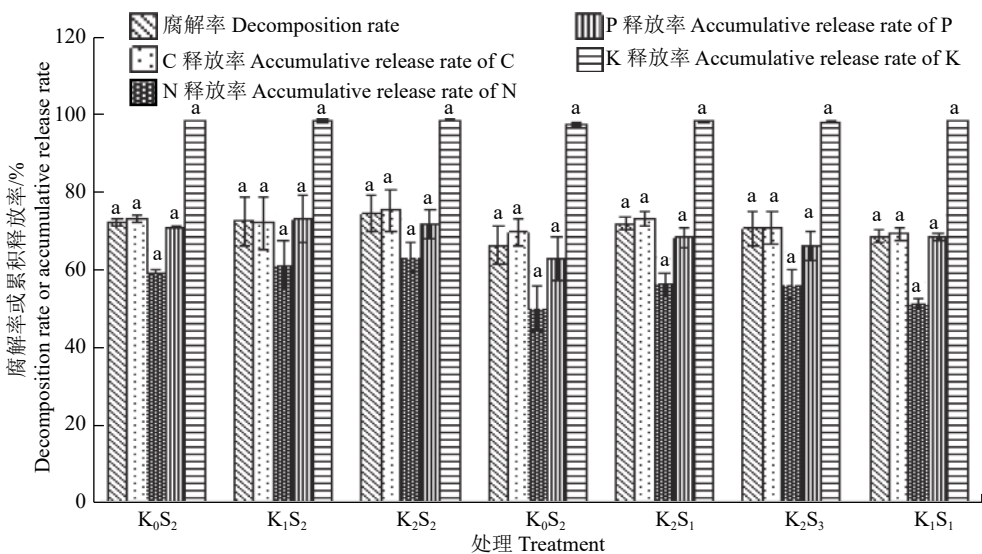 腐解率 Decomposition rate
C 释放率 Accumulative release rate of C
N 释放率 Accumulative release rate of N
P 释放率 Accumulative release rate of P
K 释放率 Accumulative release rate of K
腐解率或累积释放率/%
Decomposition rate or accumulative release rate
120
100
80
60
40
20
0
a a a a a
a a a a a
a a a a a
a a a a a
a a a a a
a a a a a
a a a a a
K₀S₂ K₁S₂ K₂S₂ K₀S₂ K₂S₁ K₂S₃ K₁S₁
处理 Treatment